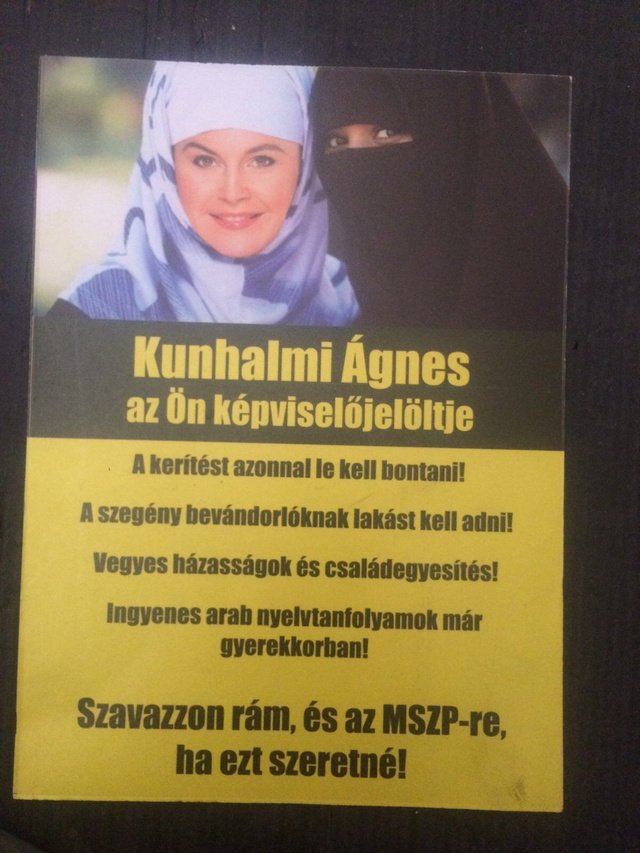 Kunhalmi Ágnes
az Ön képviselőjelöltje
A kerítést azonnal le kell bontani!
A szegény bevándorlóknak lakást kell adni!
Vegyes házasságok és családegyesítés!
Ingyenes arab nyelvtanfolyamok már
gyerekkorban!
Szavazzon rám, és az MSZP-re,
ha ezt szeretné!